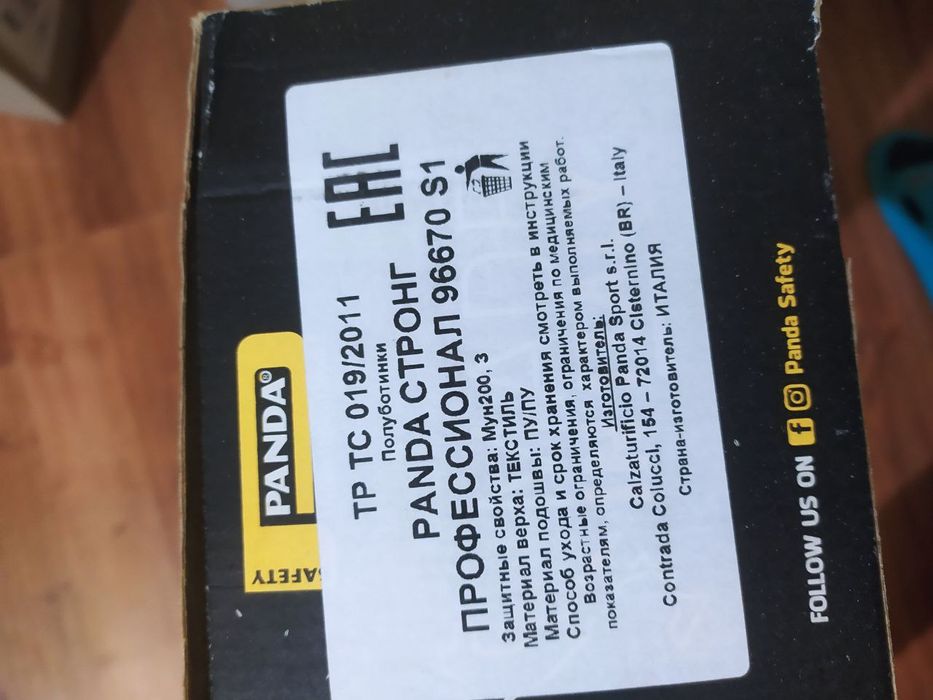 PANDA®
SAFETY
ТР ТС 019/2011
EAC
Полуботинки
PANDA СТРОНГ
ПРОФЕССИОНАЛ 96670 S1
Защитные свойства: Мун200, З
Материал верха: ТЕКСТИЛЬ
Материал подошвы: ПУ/ПУ
Способ ухода и срок хранения смотреть в инструкции
Возрастные ограничения, ограничения по медицинским
показателям, определяются характером выполняемых работ.
Изготовитель:
Calzaturificio Panda Sport s.r.l.
Contrada Colucci, 154 – 72014 Cisternino (BR) – Italy
Страна-изготовитель: ИТАЛИЯ
FOLLOW US ON Panda Safety